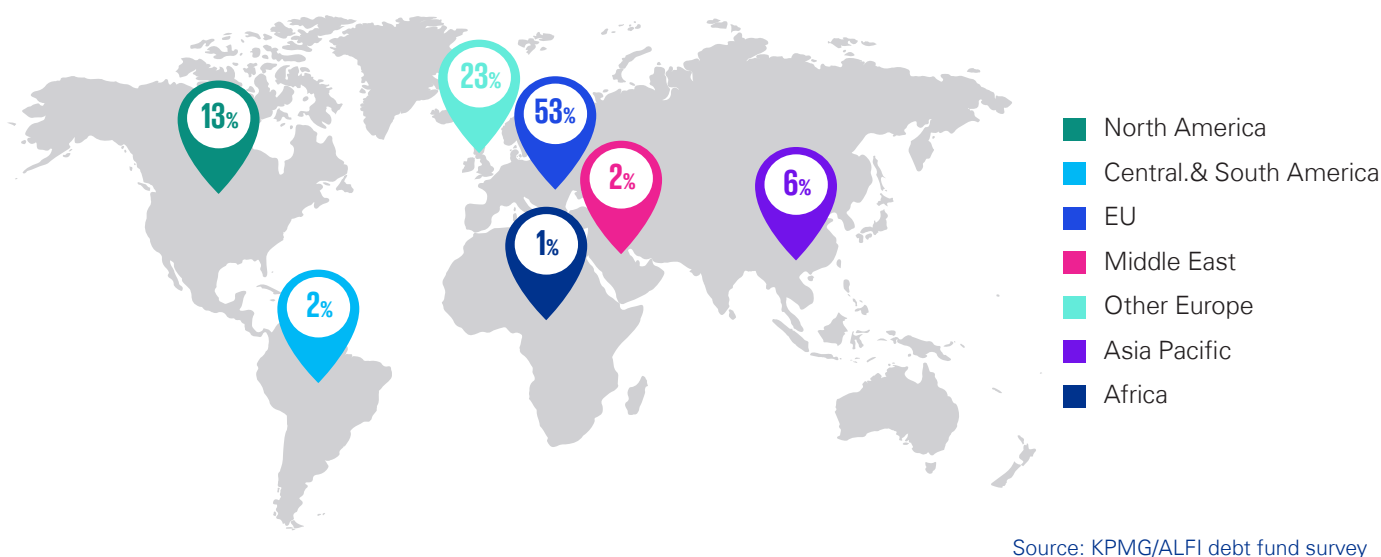 23%
13%
53%
2%
6%
1%
2%
North America
Central.& South America
EU
Middle East
Other Europe
Asia Pacific
Africa
Source: KPMG/ALFI debt fund survey